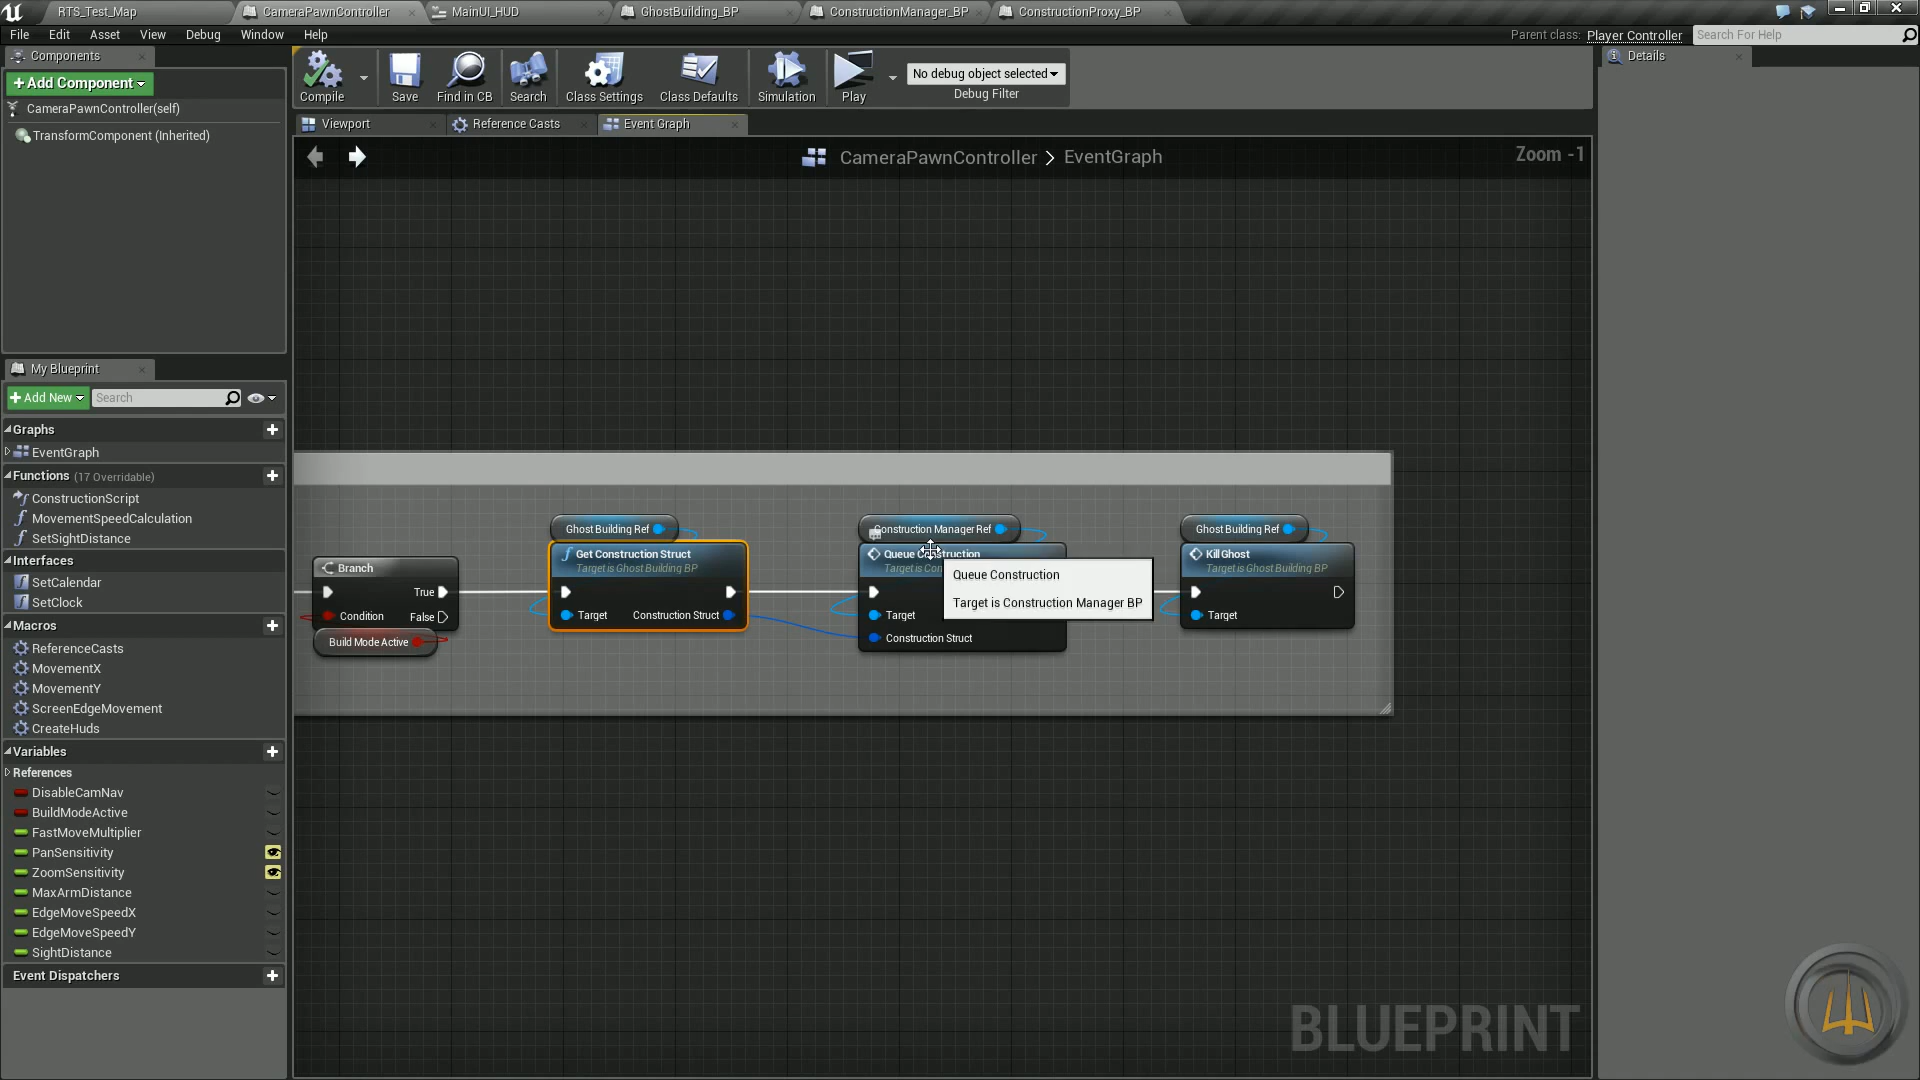 RTS_Test_Map
CameraPawnController
MainUI_HUD
GhostBuilding_BP
ConstructionManager_BP
ConstructionProxy_BP
File Edit Asset View Debug Window Help
Parent class: Player Controller
Search For Help
Components
+Add Component
CameraPawnController(self)
TransformComponent (Inherited)
Compile
Save
Find in CB
Search
Class Settings
Class Defaults
Simulation
Play
No debug object selected
Debug Filter
Details
Viewport
Reference Casts
Event Graph
CameraPawnController > EventGraph
Zoom -1
My Blueprint
+Add New
Search
Graphs
EventGraph
Functions (17 Overridable)
ConstructionScript
MovementSpeedCalculation
SetSightDistance
Interfaces
SetCalendar
SetClock
Macros
ReferenceCasts
MovementX
MovementY
ScreenEdgeMovement
CreateHuds
Variables
References
DisableCamNav
BuildModeActive
FastMoveMultiplier
PanSensitivity
ZoomSensitivity
MaxArmDistance
EdgeMoveSpeedX
EdgeMoveSpeedY
SightDistance
Event Dispatchers
Branch
True
Condition
False
Build Mode Active
Ghost Building Ref
Get Construction Struct
Target is Ghost Building BP
Target
Construction Struct
Construction Manager Ref
Queue Construction
Target is Con
Target
Construction Struct
Queue Construction
Target is Construction Manager BP
Ghost Building Ref
Kill Ghost
Target is Ghost Building BP
Target
BLUEPRINT